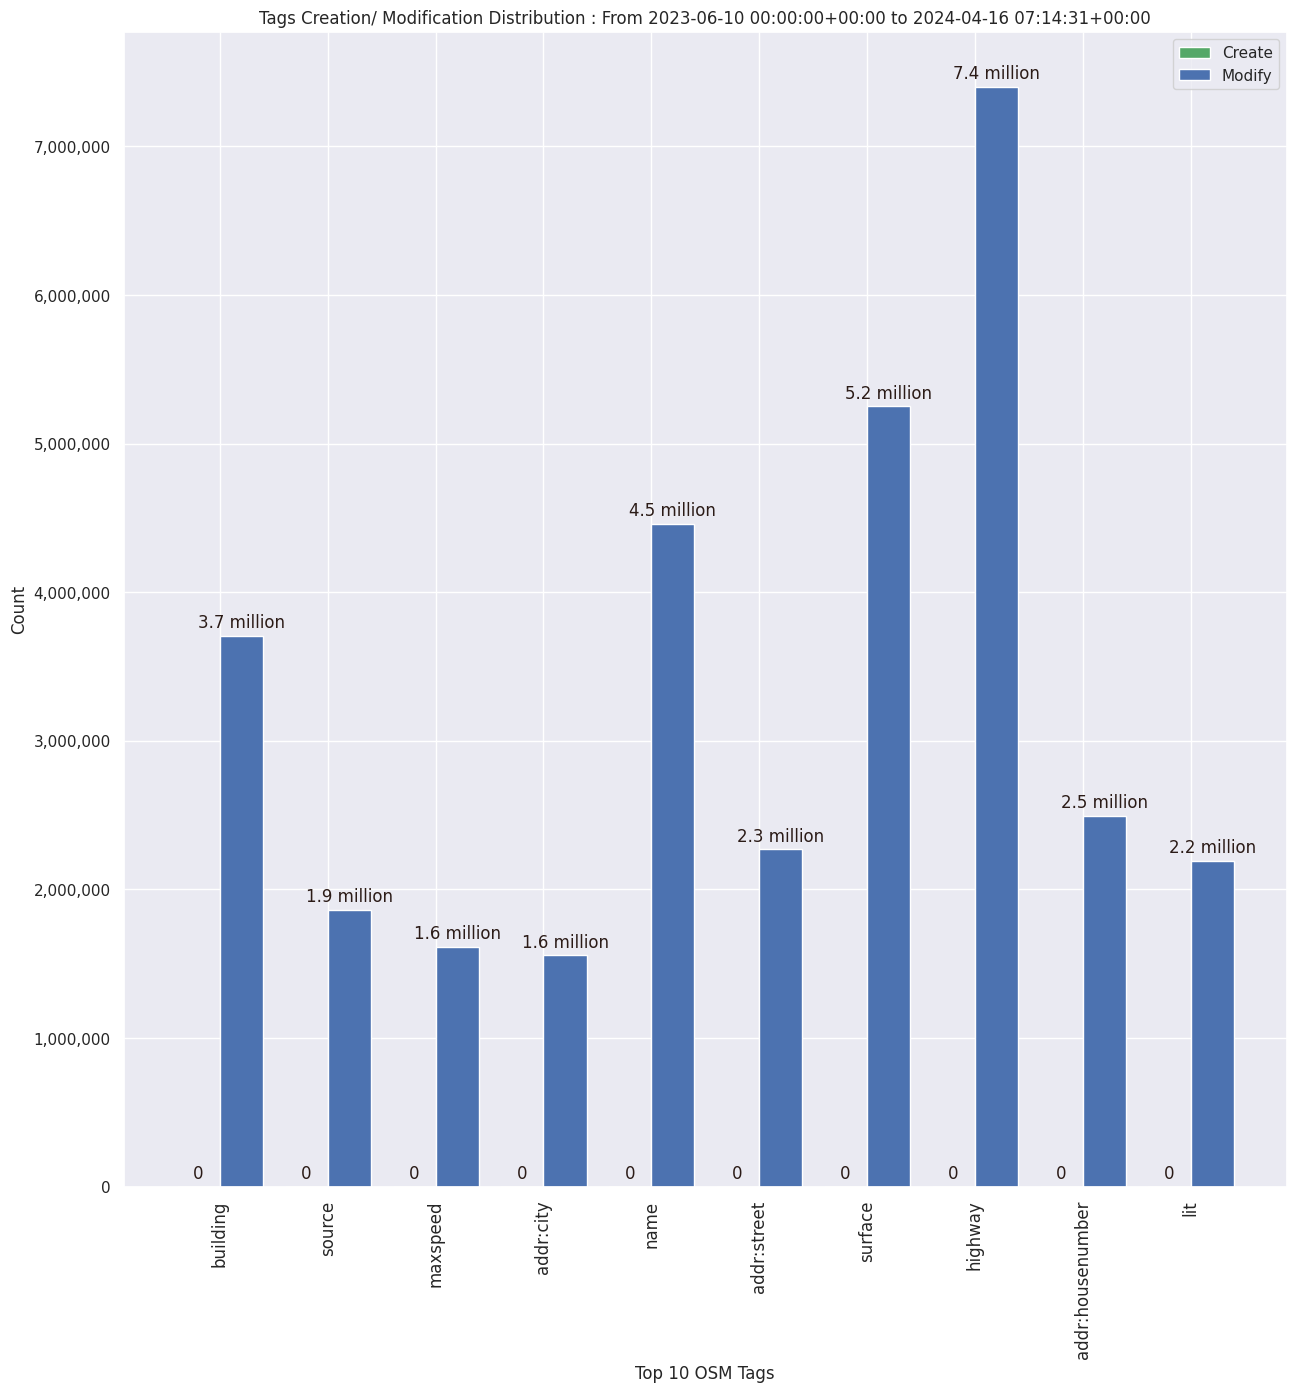 Tags Creation/ Modification Distribution : From 2023-06-10 00:00:00+00:00 to 2024-04-16 07:14:31+00:00
Create
Modify
7.4 million
7,000,000
6,000,000
5.2 million
5,000,000
4.5 million
4,000,000
3.7 million
Count
3,000,000
2.5 million
2.3 million
2.2 million
2,000,000
1.9 million
1.6 million
1.6 million
1,000,000
0 0 0 0 0 0 0 0 0 0
0
building
source
maxspeed
addr:city
name
addr:street
surface
highway
addr:housenumber
lit
Top 10 OSM Tags